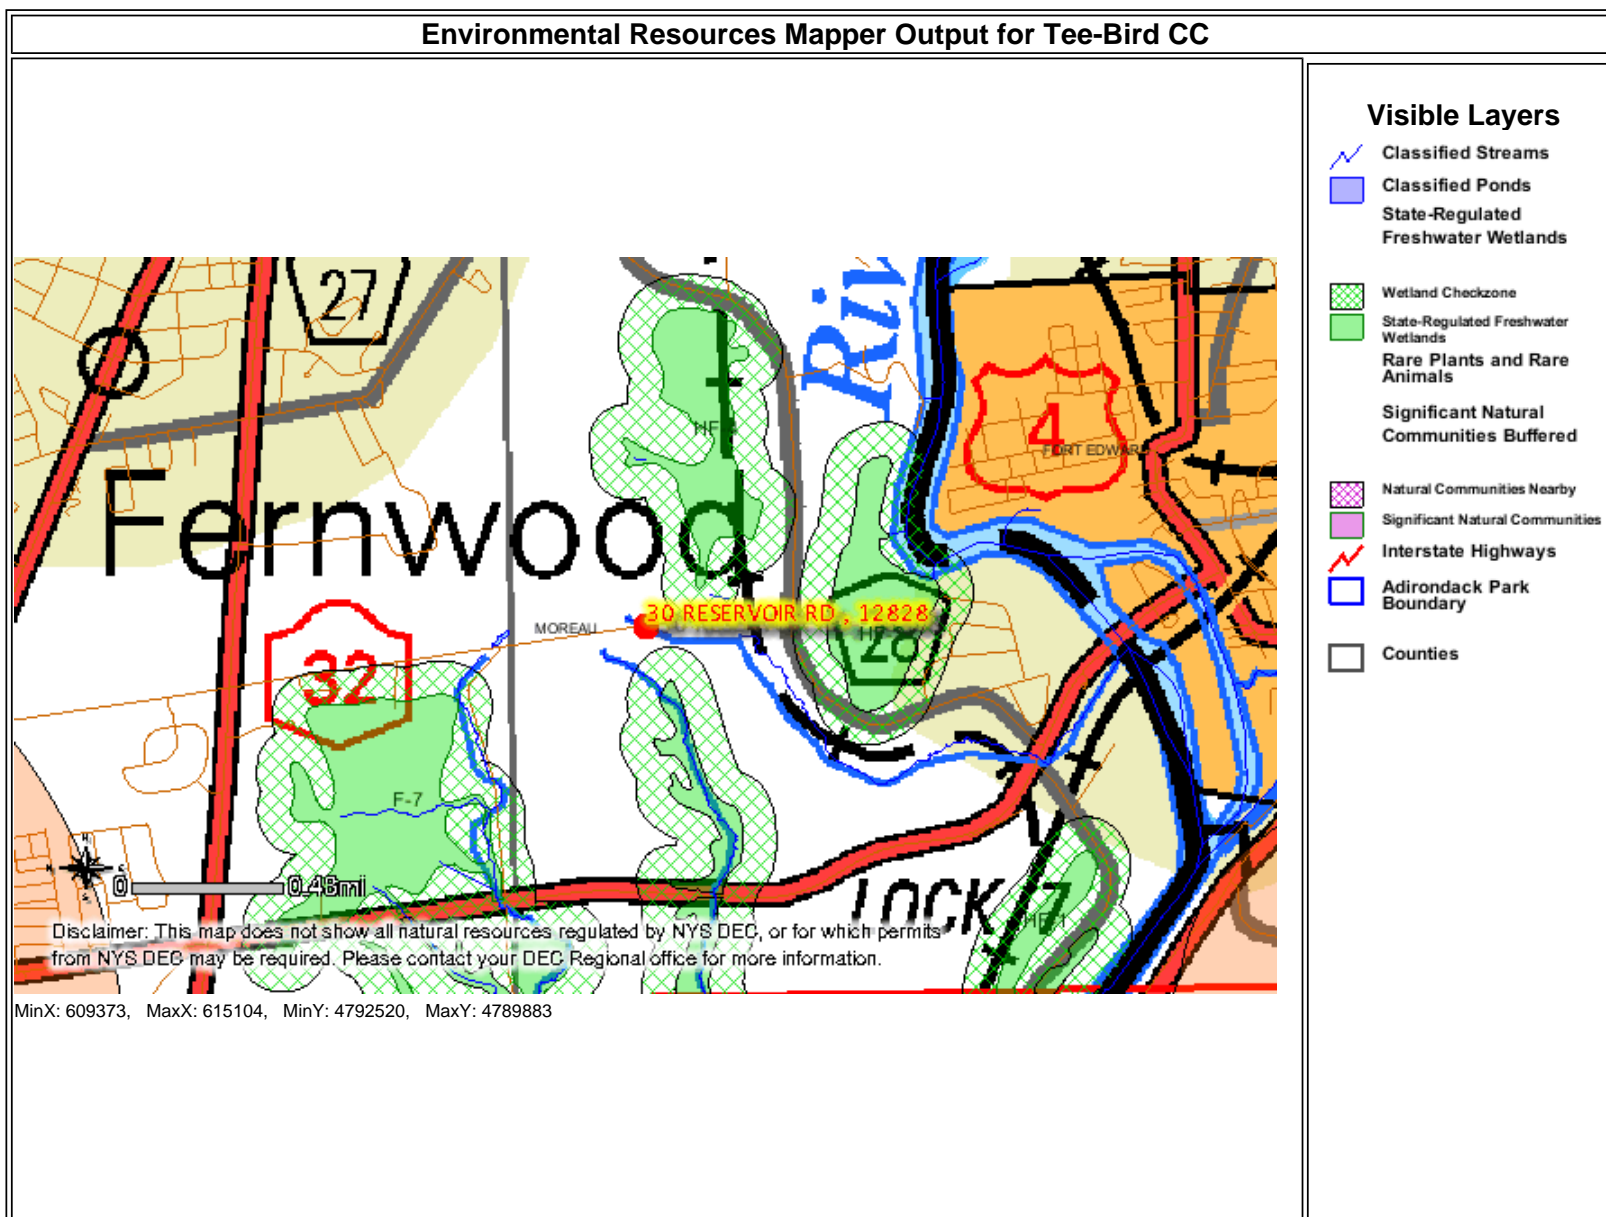 Environmental Resources Mapper Output for Tee-Bird CC
27
Riv
4
FORT EDWARD
Fernwood
30 RESERVOIR RD , 12828
MOREAU
28
32
F-7
0 0.48mi
LOCK 7
HF-1
Disclaimer: This map does not show all natural resources regulated by NYS DEC, or for which permits
from NYS DEC may be required. Please contact your DEC Regional office for more information.
MinX: 609373, MaxX: 615104, MinY: 4792520, MaxY: 4789883
Visible Layers
Classified Streams
Classified Ponds
State-Regulated
Freshwater Wetlands
Wetland Checkzone
State-Regulated Freshwater
Wetlands
Rare Plants and Rare
Animals
Significant Natural
Communities Buffered
Natural Communities Nearby
Significant Natural Communities
Interstate Highways
Adirondack Park
Boundary
Counties